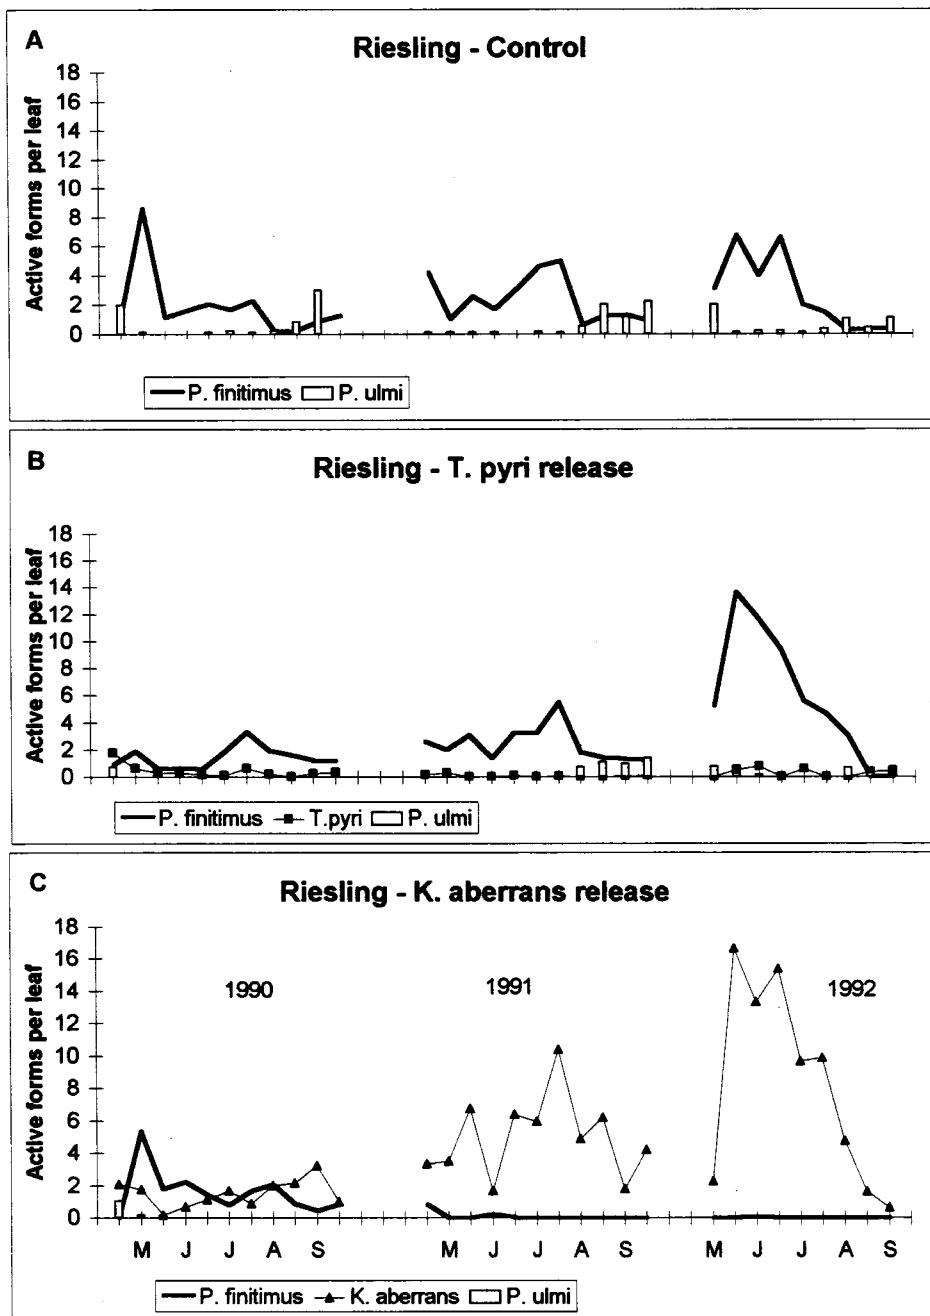 A
Riesling - Control
Active forms per leaf
18
16
14
12
10
8
6
4
2
0
P. finitimus P. ulmi
B
Riesling - T. pyri release
Active forms per leaf
18
16
14
12
10
8
6
4
2
0
P. finitimus T.pyri P. ulmi
C
Riesling - K. aberrans release
Active forms per leaf
18
16
14
12
10
8
6
4
2
0
1990 1991 1992
M J J A S M J J A S M J J A S
P. finitimus K. aberrans P. ulmi